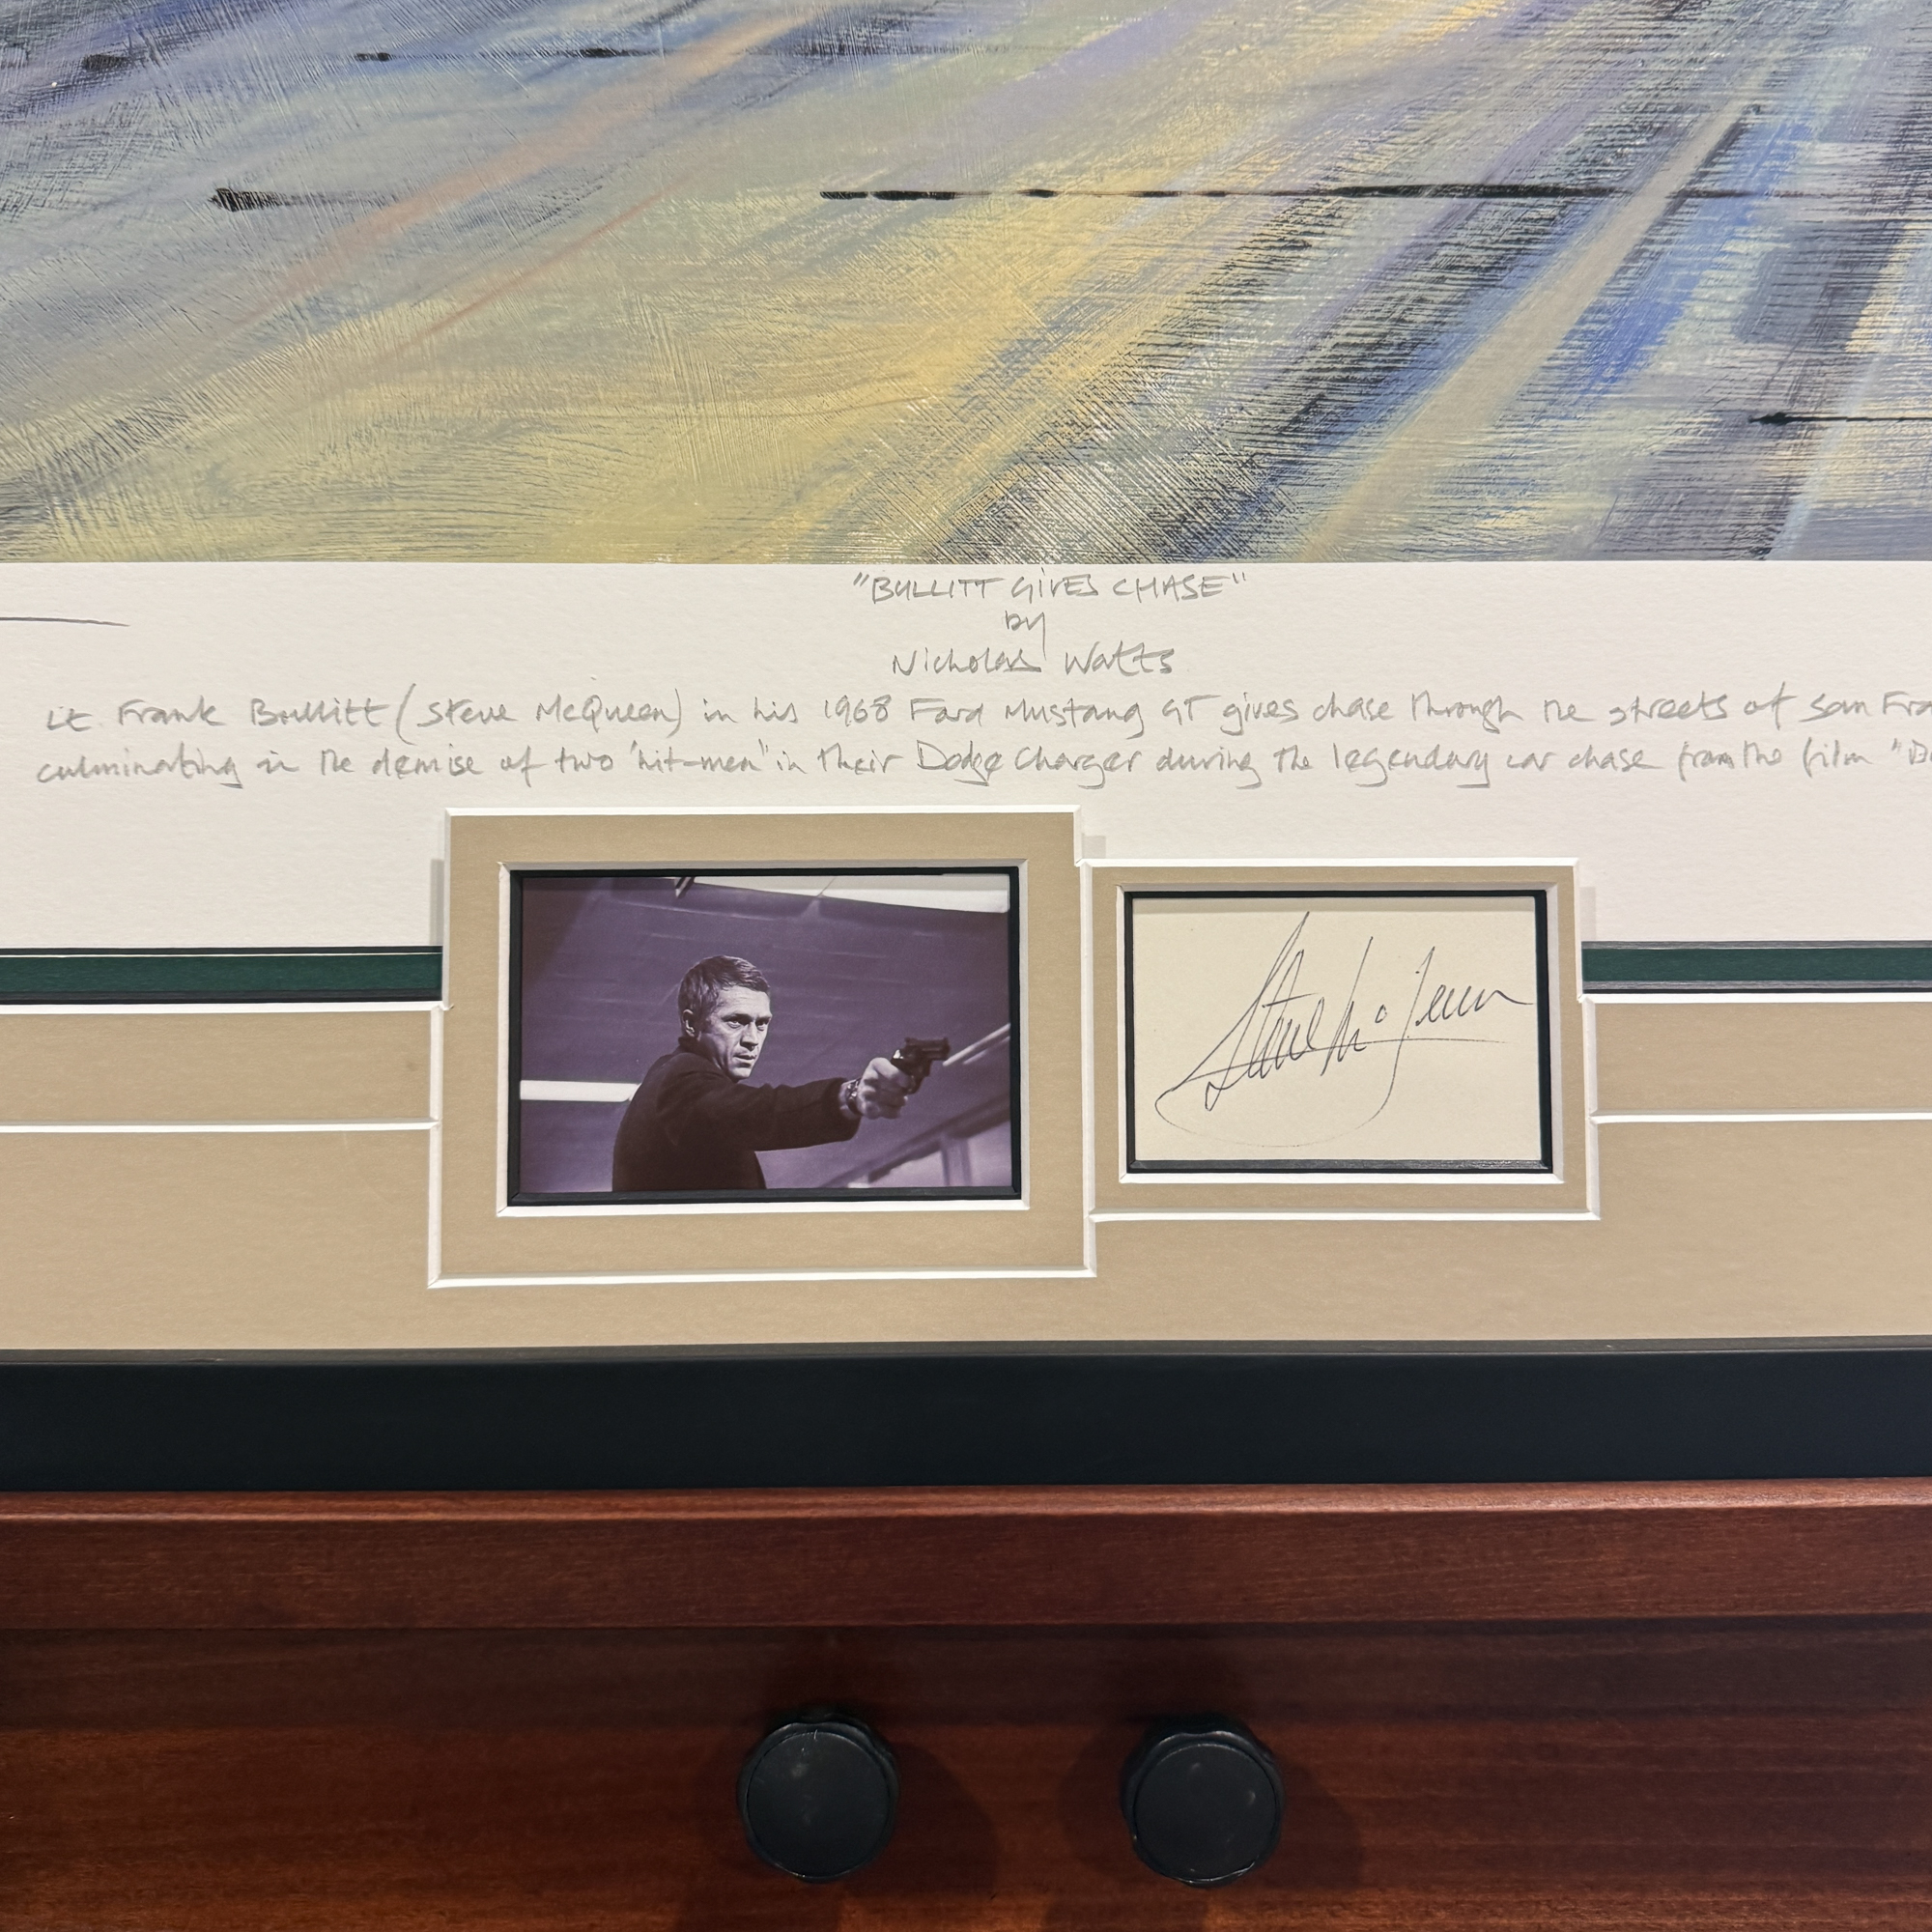 "BULLITT GIVES CHASE"
by
Nicholas Watts
Lt Frank Bullitt (Steve McQueen) in his 1968 Ford Mustang GT gives chase through the streets of San Fra
culminating in the demise of two 'hit-men" in their Dodge Charger during the legendary car chase from the film "B
Steve McQueen